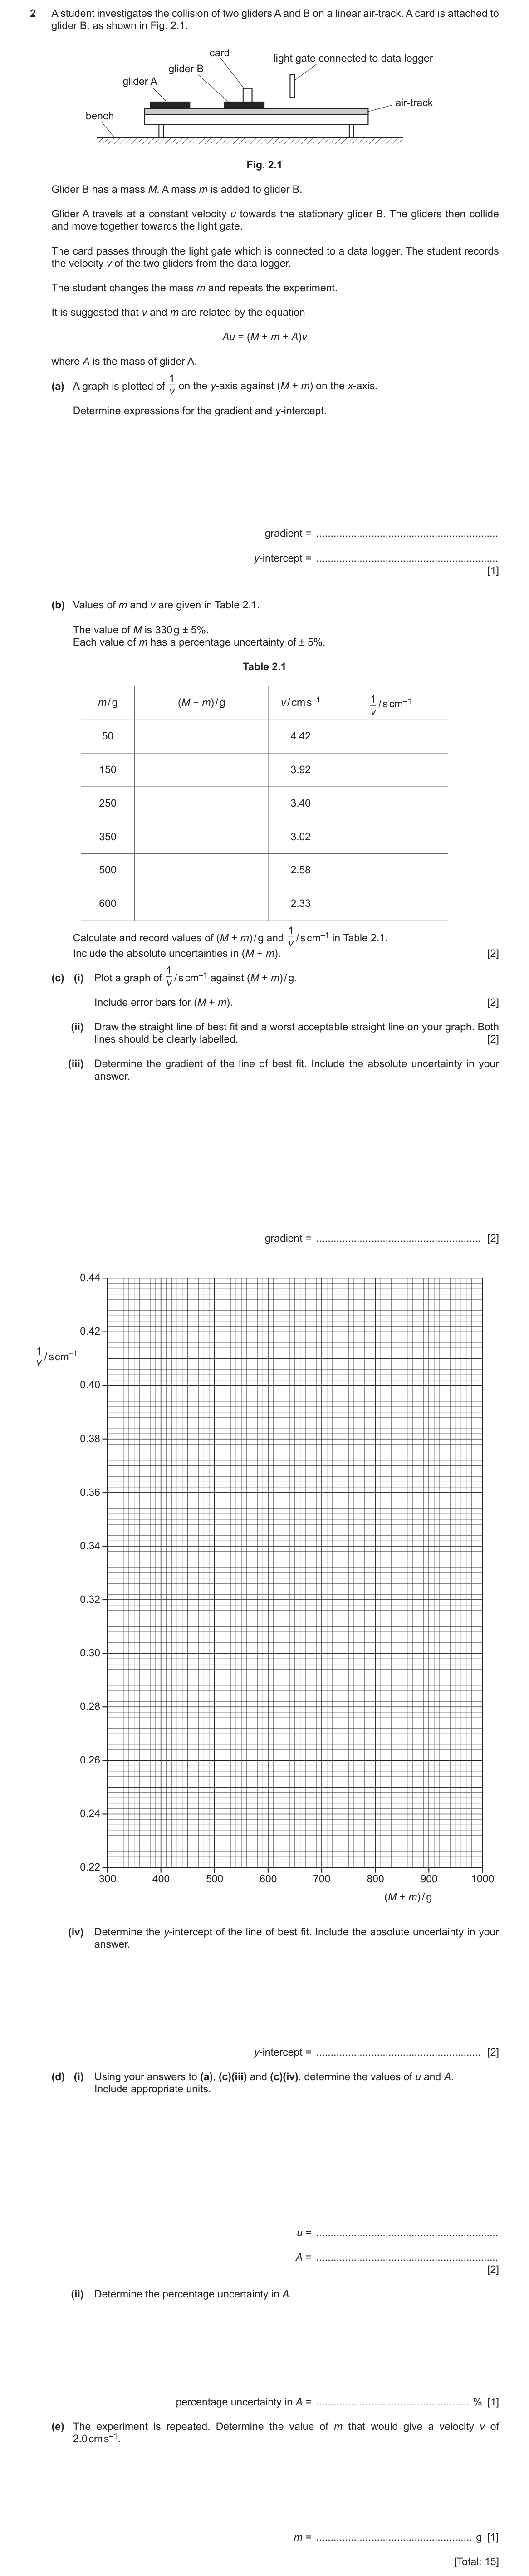 2 A student investigates the collision of two gliders A and B on a linear air-track. A card is attached to
glider B, as shown in Fig. 2.1.
card
light gate connected to data logger
glider B
glider A
air-track
bench
Fig. 2.1
Glider B has a mass M. A mass m is added to glider B.
Glider A travels at a constant velocity u towards the stationary glider B. The gliders then collide
and move together towards the light gate.
The card passes through the light gate which is connected to a data logger. The student records
the velocity v of the two gliders from the data logger.
The student changes the mass m and repeats the experiment.
It is suggested that v and m are related by the equation
Au = (M + m + A)v
where A is the mass of glider A.
(a) A graph is plotted of 1/v on the y-axis against (M + m) on the x-axis.
Determine expressions for the gradient and y-intercept.
gradient = ...............................................................
y-intercept = ...............................................................
[1]
(b) Values of m and v are given in Table 2.1.
The value of M is 330 g ± 5%.
Each value of m has a percentage uncertainty of ± 5%.
Table 2.1
m/g (M + m)/g v/cm s⁻¹ 1/v / s cm⁻¹
50 4.42
150 3.92
250 3.40
350 3.02
500 2.58
600 2.33
Calculate and record values of (M + m)/g and 1/v / s cm⁻¹ in Table 2.1.
Include the absolute uncertainties in (M + m). [2]
(c) (i) Plot a graph of 1/v / s cm⁻¹ against (M + m)/g.
Include error bars for (M + m). [2]
(ii) Draw the straight line of best fit and a worst acceptable straight line on your graph. Both
lines should be clearly labelled. [2]
(iii) Determine the gradient of the line of best fit. Include the absolute uncertainty in your
answer.
gradient = ......................................................... [2]
0.44
0.42
1/v / s cm⁻¹
0.40
0.38
0.36
0.34
0.32
0.30
0.28
0.26
0.24
0.22
300 400 500 600 700 800 900 1000
(M + m)/g
(iv) Determine the y-intercept of the line of best fit. Include the absolute uncertainty in your
answer.
y-intercept = ......................................................... [2]
(d) (i) Using your answers to (a), (c)(iii) and (c)(iv), determine the values of u and A.
Include appropriate units.
u = ...............................................................
A = ...............................................................
[2]
(ii) Determine the percentage uncertainty in A.
percentage uncertainty in A = ..................................................... % [1]
(e) The experiment is repeated. Determine the value of m that would give a velocity v of
2.0 cm s⁻¹.
m = ...................................................... g [1]
[Total: 15]